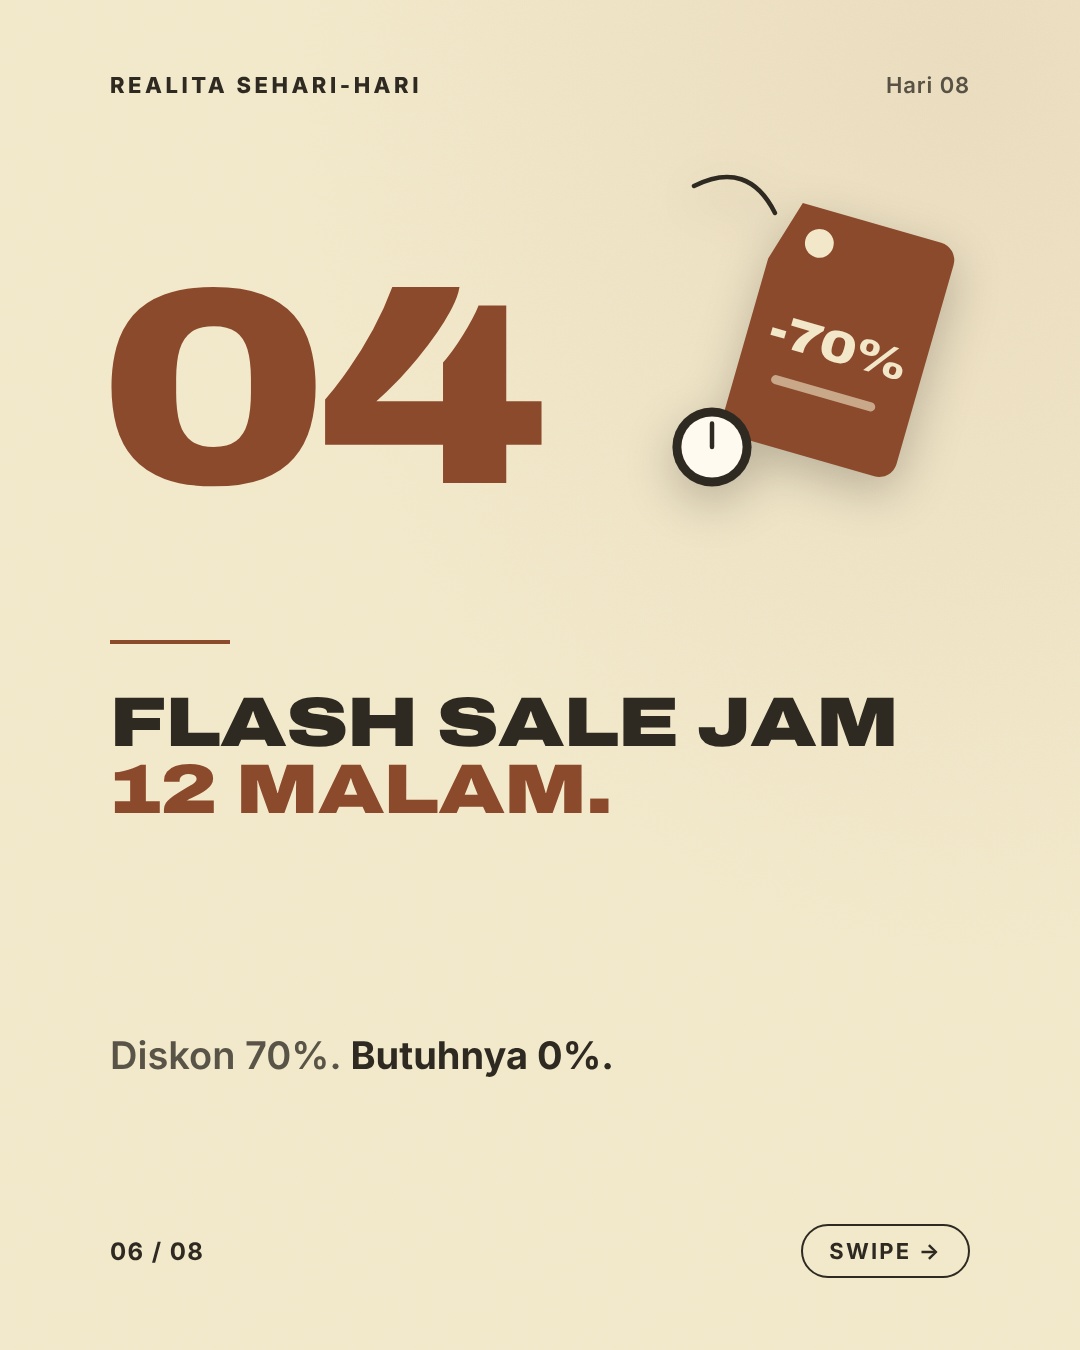 REALITA SEHARI-HARI
Hari 08
04
-70%
FLASH SALE JAM
12 MALAM.
Diskon 70%. Butuhnya 0%.
06 / 08
SWIPE →